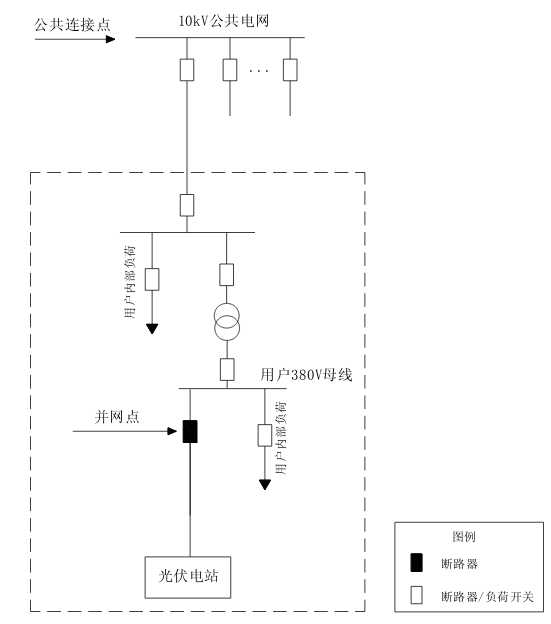 公共连接点
10kV公共电网
...
用户内部负荷
用户380V母线
并网点
用户内部负荷
光伏电站
图例
断路器
断路器/负荷开关